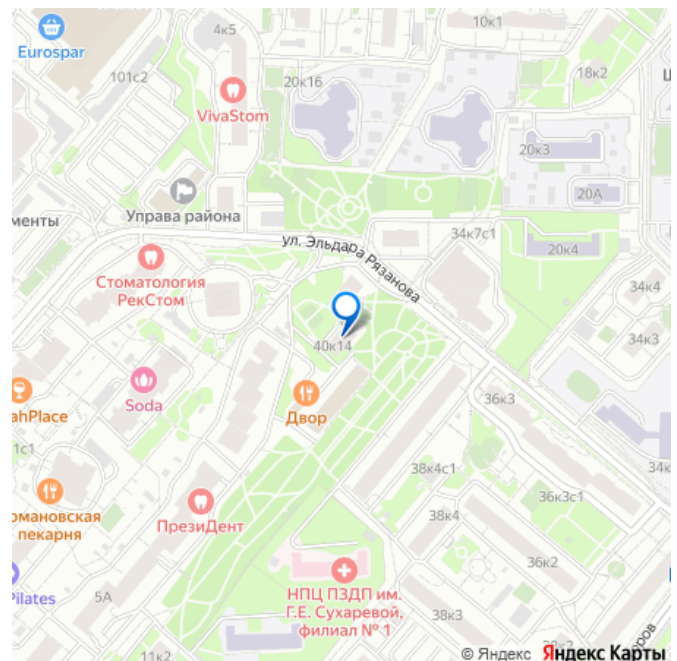 10к1
4к5
Eurospar
101с2
20к16
18к2
VivaStom
20к3
20А
Управа района
менты
34к7с1
ул. Эльдара Рязанова
20к4
Стоматология
РекСтом
34к4
34к3
40к14
Soda
Двор
36к3
ahPlace
1с1
38к4с1
34к
36к3с1
омановская
пекарня
ПрезиДент
38к4
36к2
НПЦ ПЗДП им.
Г.Е. Сухаревой,
филиал № 1
Pilates
5А
38к3
11к2
оров
© Яндекс Яндекс Карты